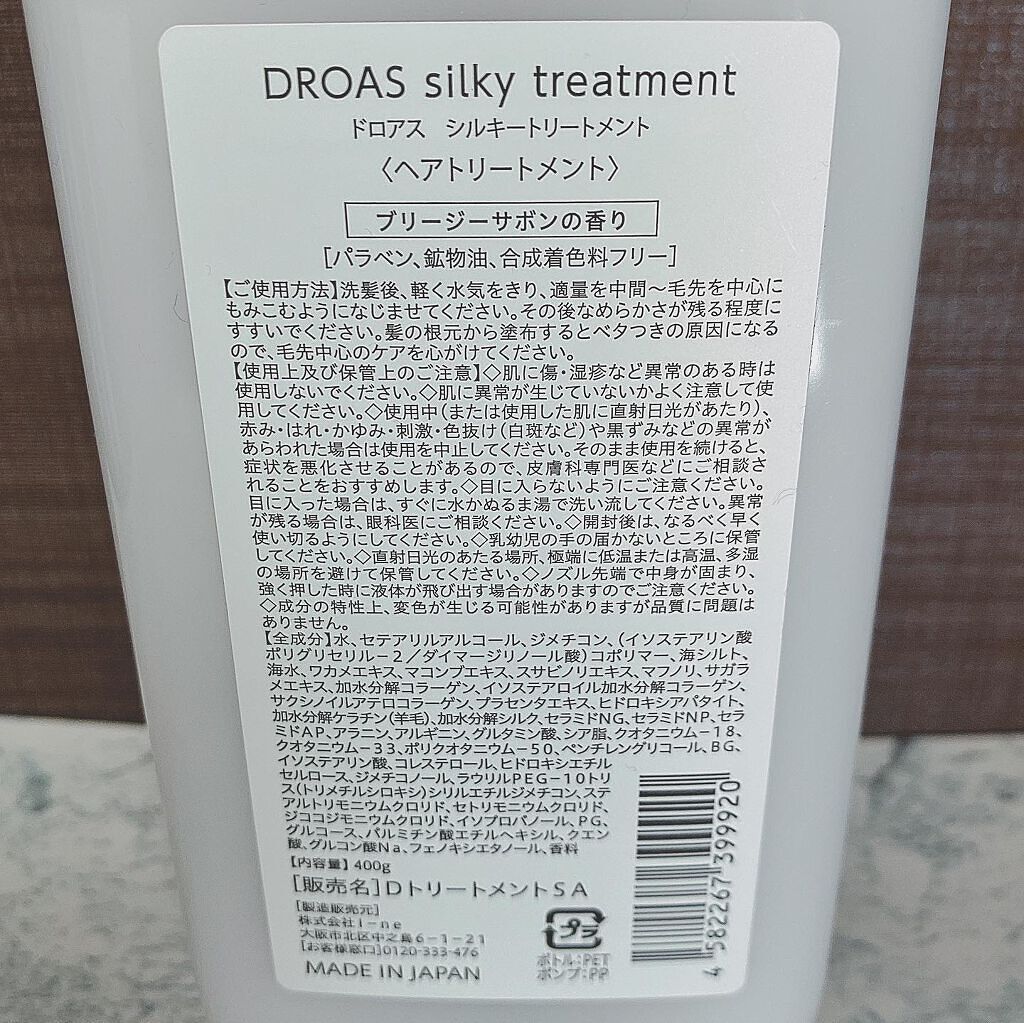 DROAS silky treatment
ドロアス シルキートリートメント
〈ヘアトリートメント〉
ブリージーサボンの香り
[パラベン、鉱物油、合成着色料フリー]
【ご使用方法】洗髪後、軽く水気をきり、適量を中間～毛先を中心に
もみこむようになじませてください。その後なめらかさが残る程度に
すすいでください。髪の根元から塗布するとベタつきの原因になる
ので、毛先中心のケアを心がけてください。
【使用上及び保管上のご注意】◇肌に傷・湿疹など異常のある時は
使用しないでください。◇肌に異常が生じていないかよく注意して使
用してください。◇使用中(または使用した肌に直射日光があたり)、
赤み・はれ・かゆみ・刺激・色抜け(白斑など)や黒ずみなどの異常が
あらわれた場合は使用を中止してください。そのまま使用を続けると、
症状を悪化させることがあるので、皮膚科専門医などにご相談さ
れることをおすすめします。◇目に入らないようにご注意ください。
目に入った場合は、すぐに水かぬるま湯で洗い流してください。異常
が残る場合は、眼科医にご相談ください。◇開封後は、なるべく早く
使い切るようにしてください。◇乳幼児の手の届かないところに保管
してください。◇直射日光のあたる場所、極端に低温または高温、多湿
の場所を避けて保管してください。◇ノズル先端で中身が固まり、
強く押した時に液体が飛び出す場合がありますのでご注意ください。
◇成分の特性上、変色が生じる可能性がありますが品質に問題は
ありません。
【全成分】水、セテアリルアルコール、ジメチコン、(イソステアリン酸
ポリグリセリル－2／ダイマージリノール酸)コポリマー、海シルト、
海水、ワカメエキス、マコンブエキス、スサビノリエキス、マフノリ、サガラ
メエキス、加水分解コラーゲン、イソステアロイル加水分解コラーゲン、
サクシノイルアテロコラーゲン、プラセンタエキス、ヒドロキシアパタイト、
加水分解ケラチン(羊毛)、加水分解シルク、セラミドNG、セラミドNP、セラ
ミドAP、アラニン、アルギニン、グルタミン酸、シア脂、クオタニウム－18、
クオタニウム－33、ポリクオタニウム－50、ペンチレングリコール、BG、
イソステアリン酸、コレステロール、ヒドロキシエチル
セルロース、ジメチコノール、ラウリルPEG－10トリ
ス(トリメチルシロキシ)シリルエチルジメチコン、ステ
アルトリモニウムクロリド、セトリモニウムクロリド、
ジココジモニウムクロリド、イソプロパノール、PG、
グルコース、パルミチン酸エチルヘキシル、クエン
酸、グルコン酸Na、フェノキシエタノール、香料
【内容量】400g
[販売名]DトリートメントSA
[製造販売元]
株式会社I-ne
大阪市北区中之島6－1－21
[お客様窓口]0120-333-476
MADE IN JAPAN
プラ
ボトル:PET
ポンプ:PP
4 582267 399920